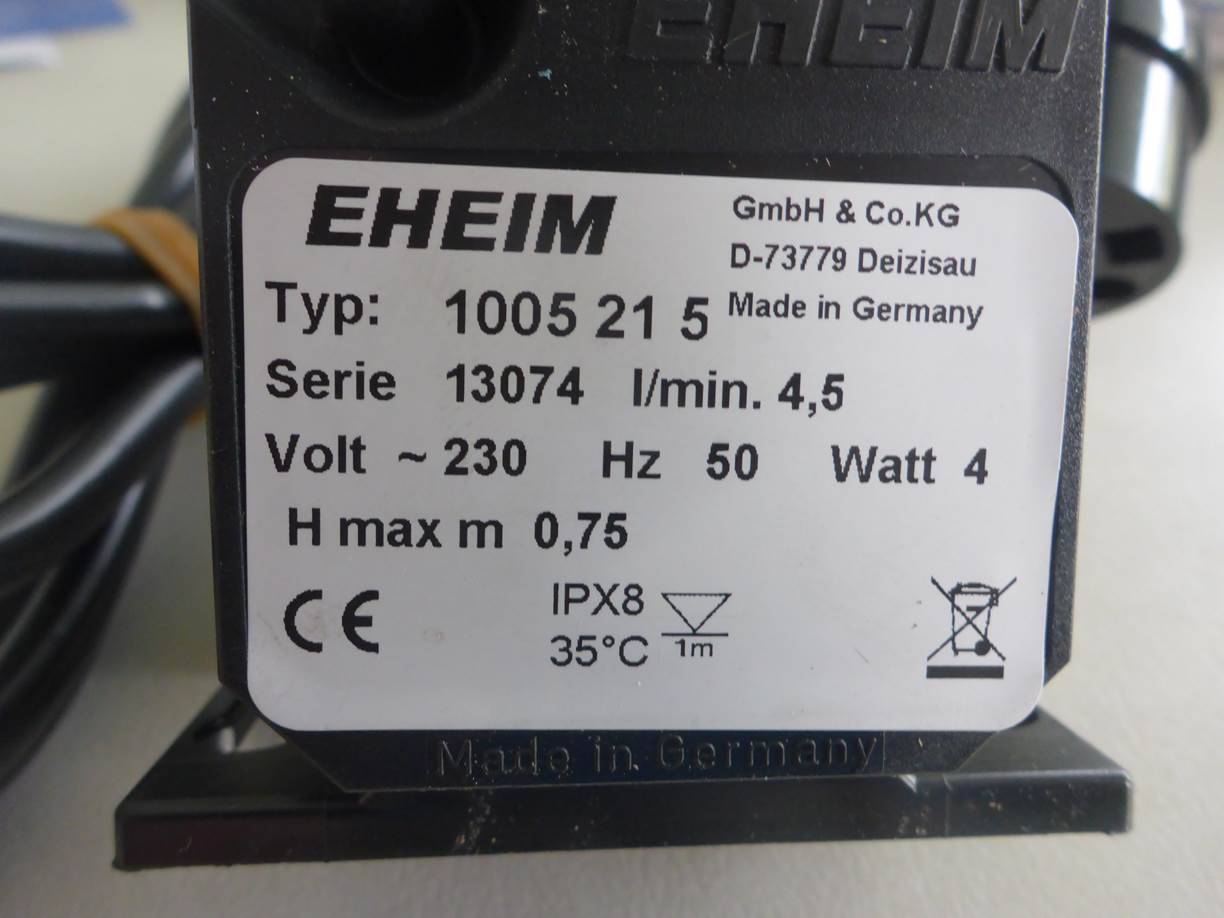 EHEIM
EHEIM
GmbH & Co.KG
D-73779 Deizisau
Made in Germany
Typ: 1005 21 5
Serie 13074 l/min. 4,5
Volt ~ 230 Hz 50 Watt 4
H max m 0,75
CE
IPX8
35°C
1m
Made in Germany